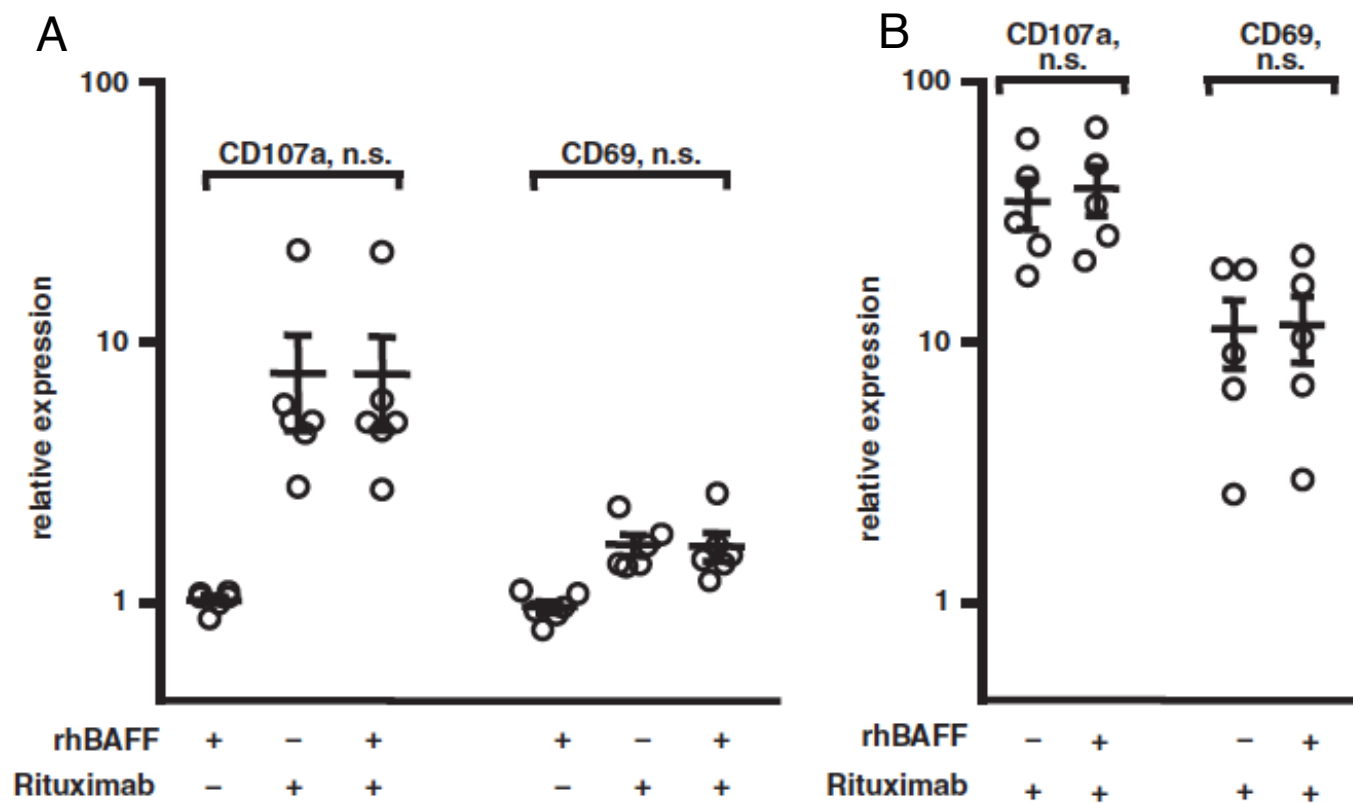 A
100
10
1
relative expression
CD107a, n.s.
CD69, n.s.
rhBAFF + – + + – +
Rituximab – + + – + +
B
100
10
1
relative expression
CD107a,
n.s.
CD69,
n.s.
rhBAFF – + – +
Rituximab + + + +